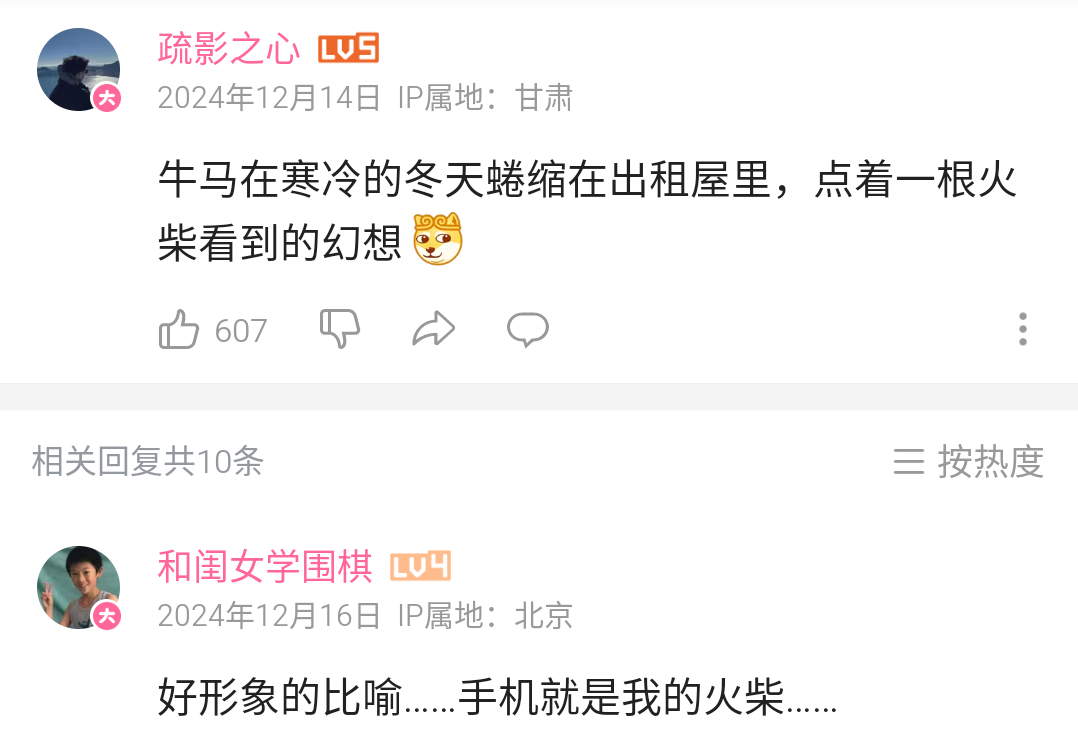 疏影之心 LV5
2024年12月14日 IP属地：甘肃
牛马在寒冷的冬天蜷缩在出租屋里，点着一根火
柴看到的幻想
607
相关回复共10条 按热度
和闺女学围棋 LV4
2024年12月16日 IP属地：北京
好形象的比喻……手机就是我的火柴……